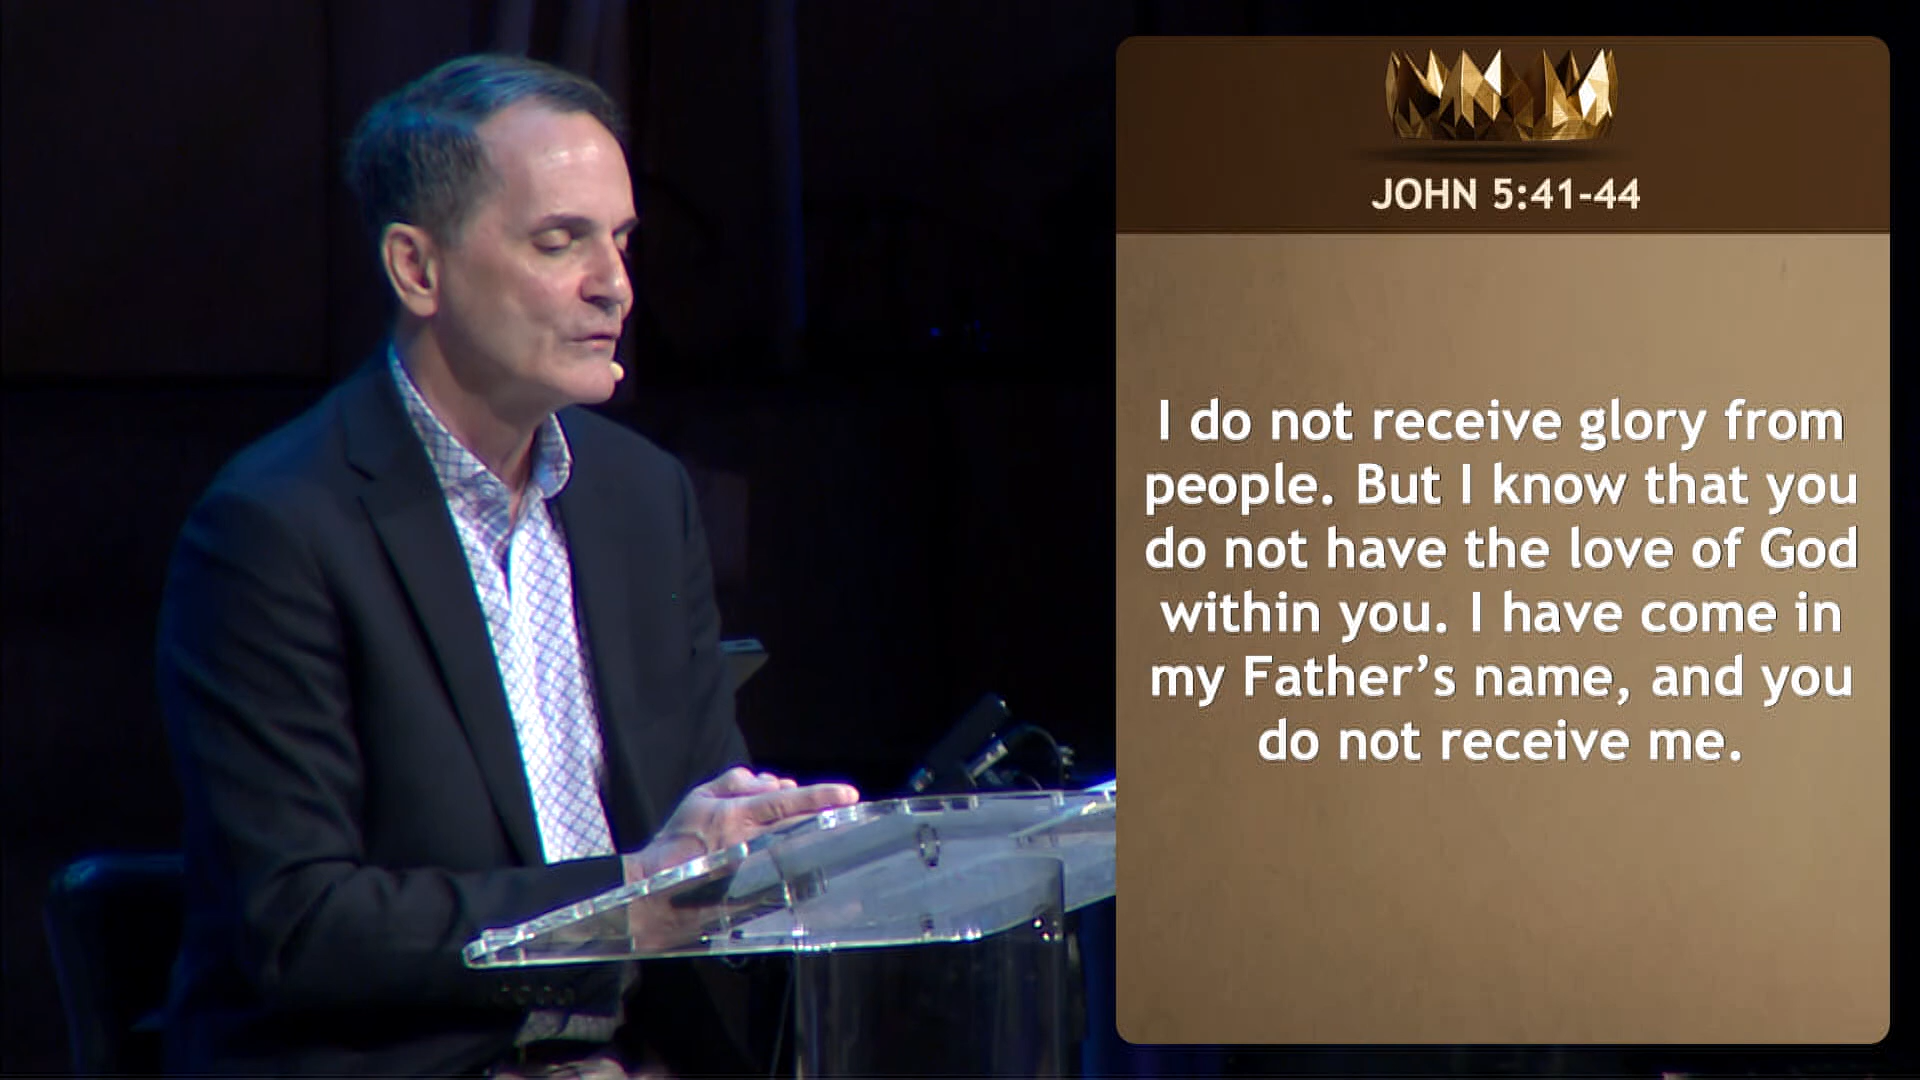 JOHN 5:41-44
I do not receive glory from
people. But I know that you
do not have the love of God
within you. I have come in
my Father’s name, and you
do not receive me.